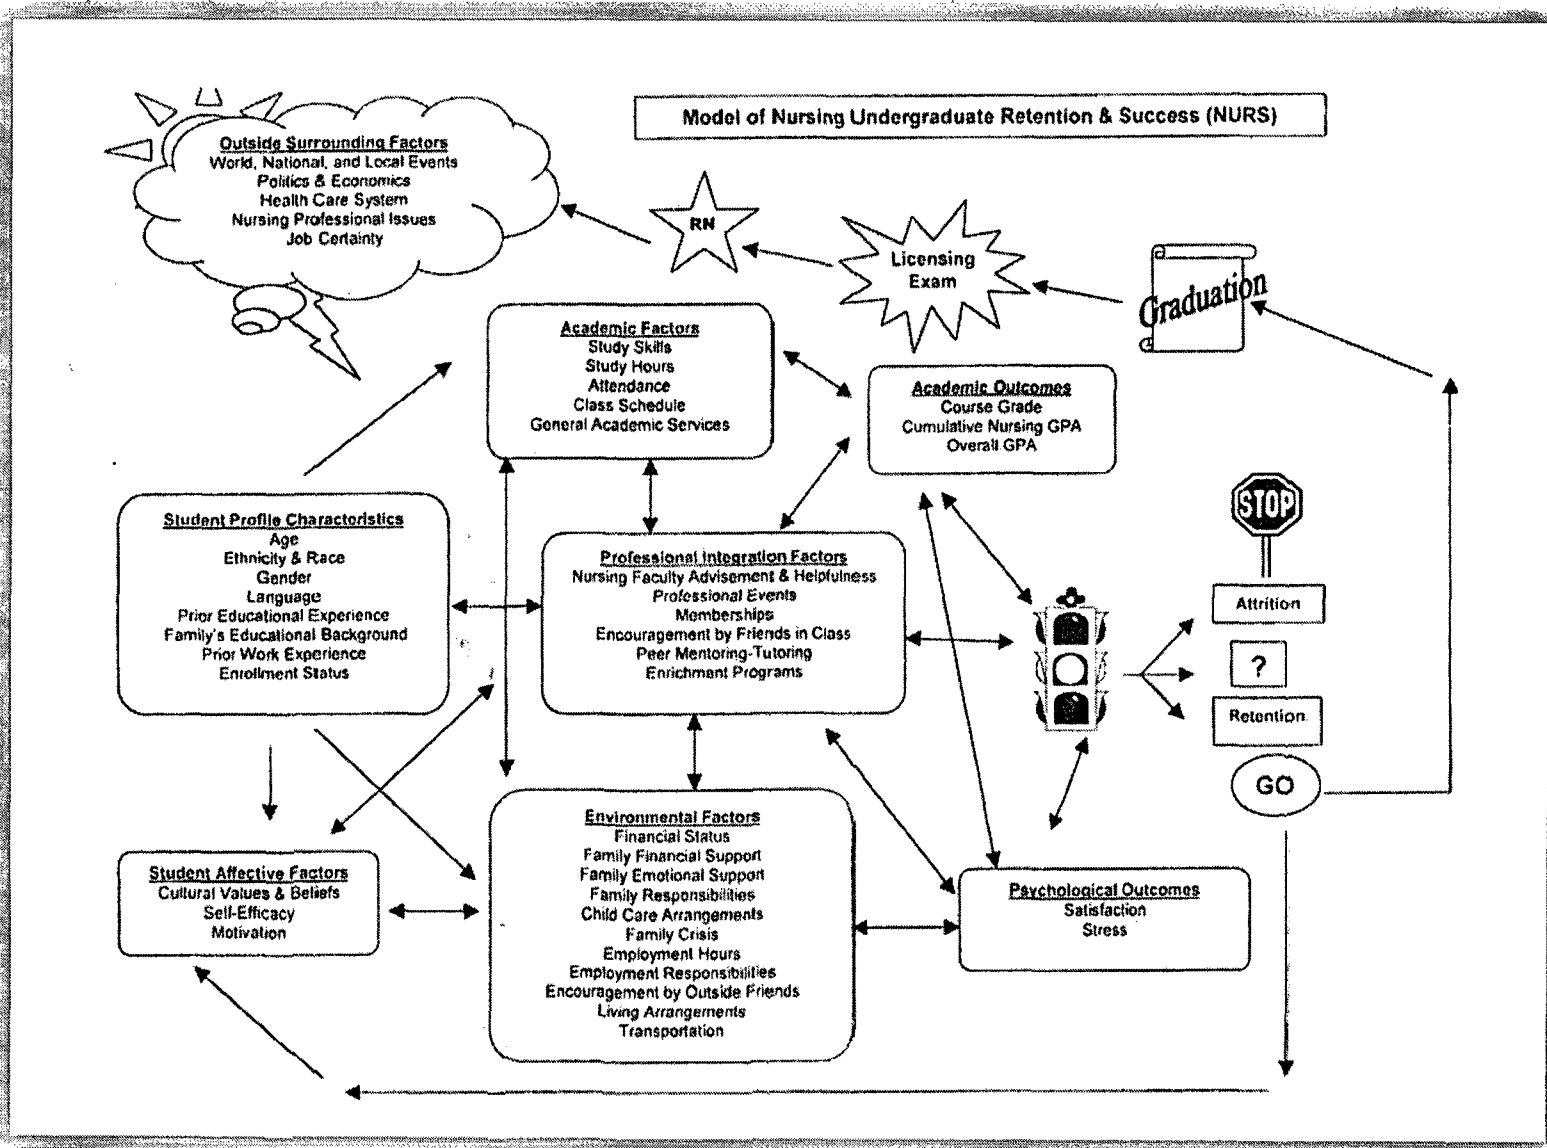 Model of Nursing Undergraduate Retention & Success (NURS)
Outside Surrounding Factors
World, National, and Local Events
Politics & Economics
Health Care System
Nursing Professional Issues
Job Certainty
RN
Licensing
Exam
Graduation
Academic Factors
Study Skills
Study Hours
Attendance
Class Schedule
General Academic Services
Academic Outcomes
Course Grade
Cumulative Nursing GPA
Overall GPA
Student Profile Characteristics
Age
Ethnicity & Race
Gender
Language
Prior Educational Experience
Family's Educational Background
Prior Work Experience
Enrollment Status
Professional Integration Factors
Nursing Faculty Advisement & Helpfulness
Professional Events
Memberships
Encouragement by Friends in Class
Peer Mentoring-Tutoring
Enrichment Programs
STOP
Attrition
?
Retention
GO
Student Affective Factors
Cultural Values & Beliefs
Self-Efficacy
Motivation
Environmental Factors
Financial Status
Family Financial Support
Family Emotional Support
Family Responsibilities
Child Care Arrangements
Family Crisis
Employment Hours
Employment Responsibilities
Encouragement by Outside Friends
Living Arrangements
Transportation
Psychological Outcomes
Satisfaction
Stress